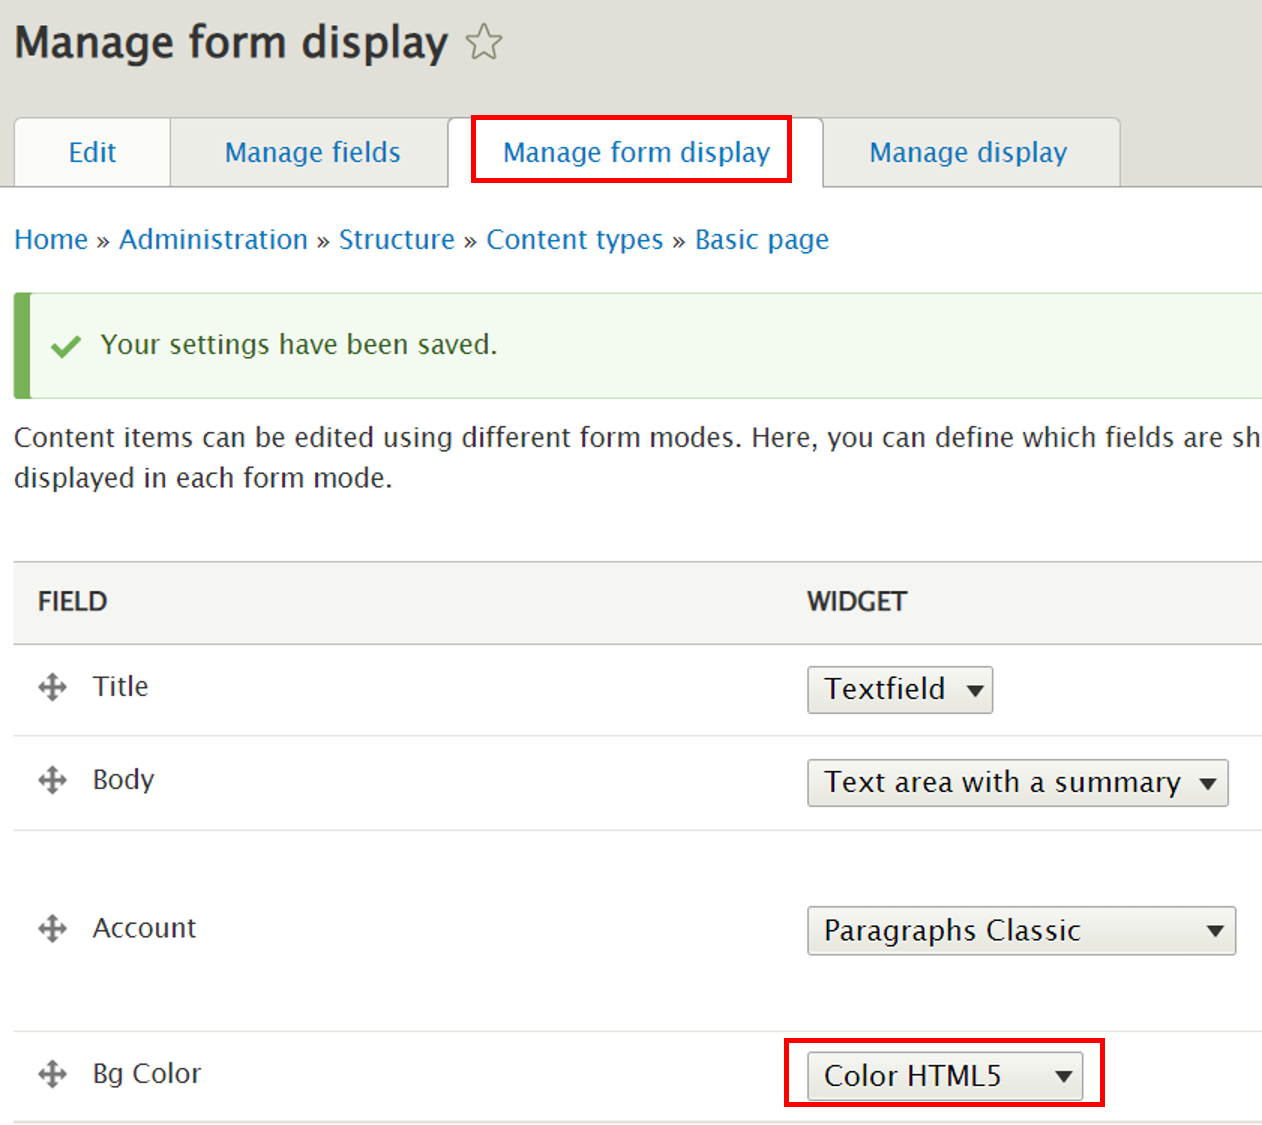 Manage form display
Edit Manage fields Manage form display Manage display
Home » Administration » Structure » Content types » Basic page
Your settings have been saved.
Content items can be edited using different form modes. Here, you can define which fields are sh
displayed in each form mode.
FIELD WIDGET
Title Textfield
Body Text area with a summary
Account Paragraphs Classic
Bg Color Color HTML5